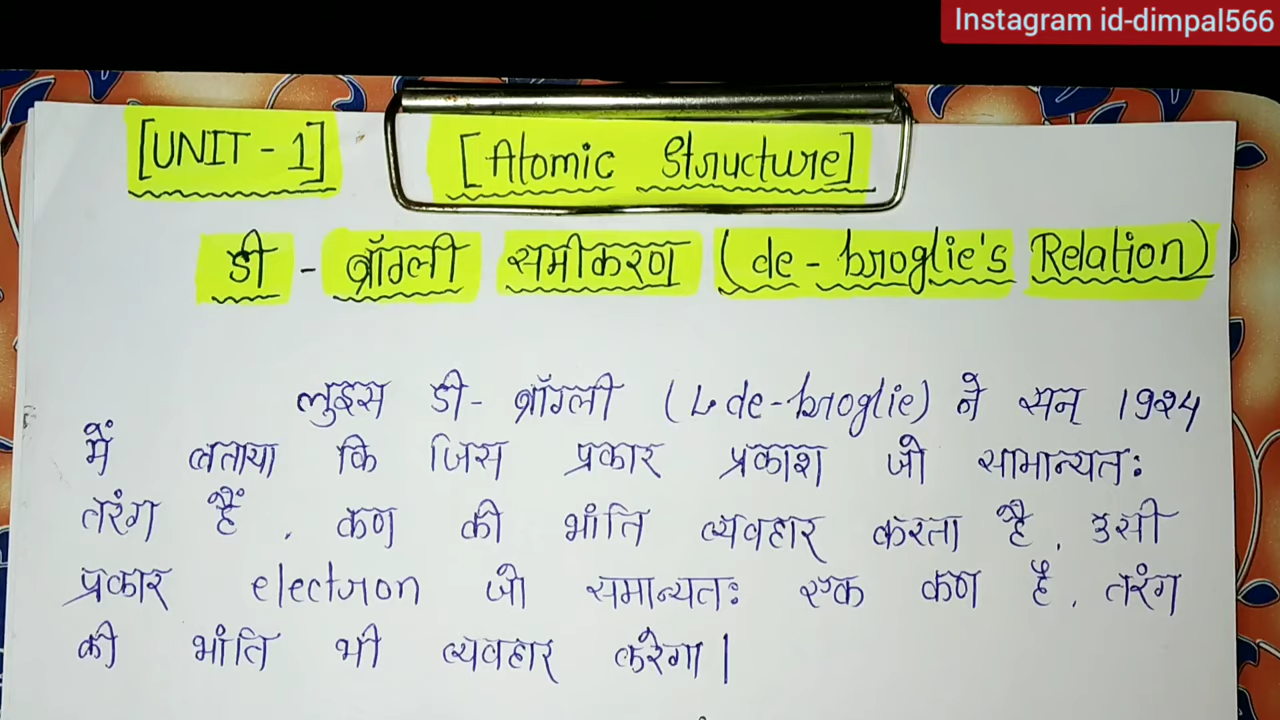 Instagram id-dimpal566
[UNIT - 1] [Atomic Structure]
डी - ब्रॉग्ली समीकरण (de - broglie's Relation)
लुइस डी- ब्रॉग्ली (L de-broglie) ने सन् 1924
में बताया कि जिस प्रकार प्रकाश जो सामान्यतः
तरंग हैं , कण की भांति व्यवहार करता है , उसी
प्रकार electron जो समान्यतः एक कण है , तरंग
की भांति भी व्यवहार करेगा |